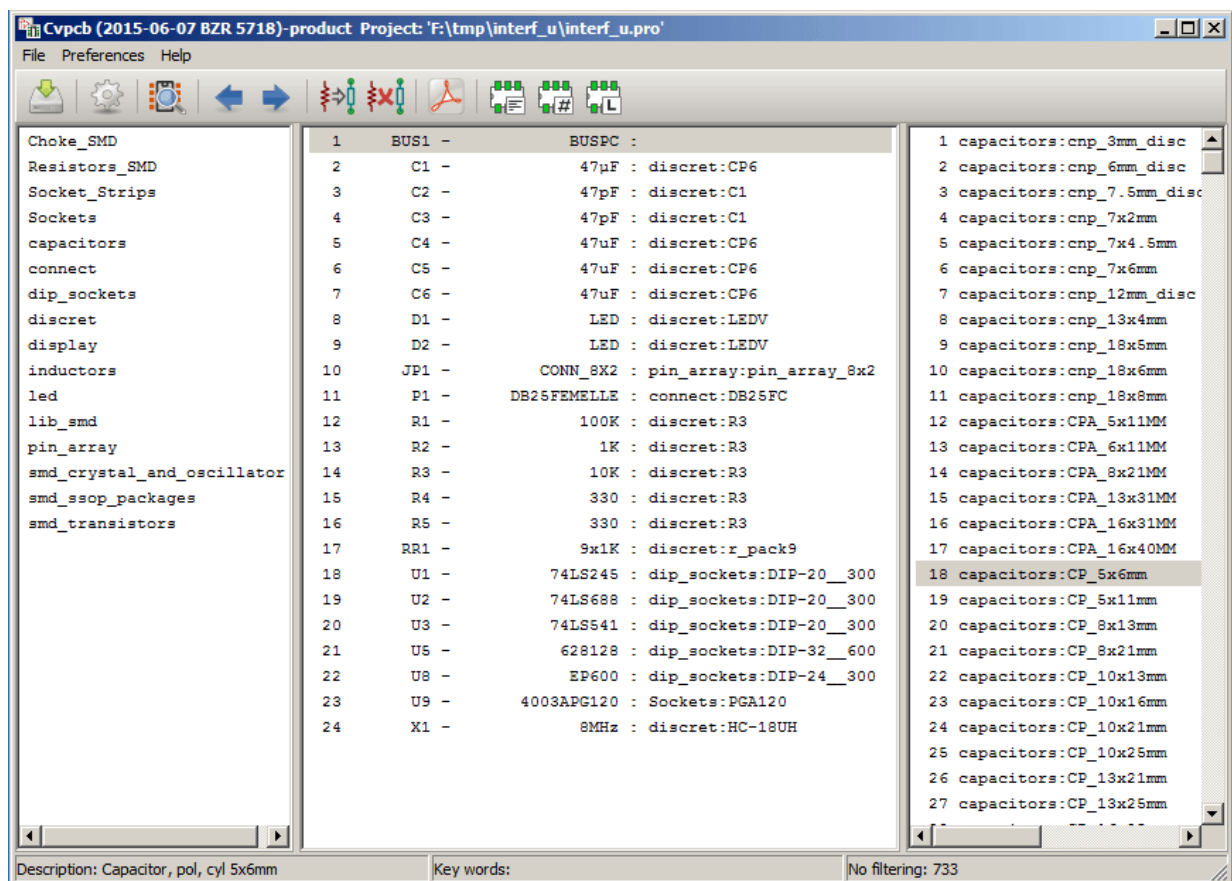 Cvpcb (2015-06-07 BZR 5718)-product Project: 'F:\tmp\interf_u\interf_u.pro'
File Preferences Help
# L
Choke_SMD
Resistors_SMD
Socket_Strips
Sockets
capacitors
connect
dip_sockets
discret
display
inductors
led
lib_smd
pin_array
smd_crystal_and_oscillator
smd_ssop_packages
smd_transistors
1 BUS1 - BUSPC :
2 C1 - 47µF : discret:CP6
3 C2 - 47pF : discret:C1
4 C3 - 47pF : discret:C1
5 C4 - 47uF : discret:CP6
6 C5 - 47uF : discret:CP6
7 C6 - 47uF : discret:CP6
8 D1 - LED : discret:LEDV
9 D2 - LED : discret:LEDV
10 JP1 - CONN_8X2 : pin_array:pin_array_8x2
11 P1 - DB25FEMELLE : connect:DB25FC
12 R1 - 100K : discret:R3
13 R2 - 1K : discret:R3
14 R3 - 10K : discret:R3
15 R4 - 330 : discret:R3
16 R5 - 330 : discret:R3
17 RR1 - 9x1K : discret:r_pack9
18 U1 - 74LS245 : dip_sockets:DIP-20__300
19 U2 - 74LS688 : dip_sockets:DIP-20__300
20 U3 - 74LS541 : dip_sockets:DIP-20__300
21 U5 - 628128 : dip_sockets:DIP-32__600
22 U8 - EP600 : dip_sockets:DIP-24__300
23 U9 - 4003APG120 : Sockets:PGA120
24 X1 - 8MHz : discret:HC-18UH
1 capacitors:cnp_3mm_disc
2 capacitors:cnp_6mm_disc
3 capacitors:cnp_7.5mm_disc
4 capacitors:cnp_7x2mm
5 capacitors:cnp_7x4.5mm
6 capacitors:cnp_7x6mm
7 capacitors:cnp_12mm_disc
8 capacitors:cnp_13x4mm
9 capacitors:cnp_18x5mm
10 capacitors:cnp_18x6mm
11 capacitors:cnp_18x8mm
12 capacitors:CPA_5x11MM
13 capacitors:CPA_6x11MM
14 capacitors:CPA_8x21MM
15 capacitors:CPA_13x31MM
16 capacitors:CPA_16x31MM
17 capacitors:CPA_16x40MM
18 capacitors:CP_5x6mm
19 capacitors:CP_5x11mm
20 capacitors:CP_8x13mm
21 capacitors:CP_8x21mm
22 capacitors:CP_10x13mm
23 capacitors:CP_10x16mm
24 capacitors:CP_10x21mm
25 capacitors:CP_10x25mm
26 capacitors:CP_13x21mm
27 capacitors:CP_13x25mm
Description: Capacitor, pol, cyl 5x6mm
Key words:
No filtering: 733